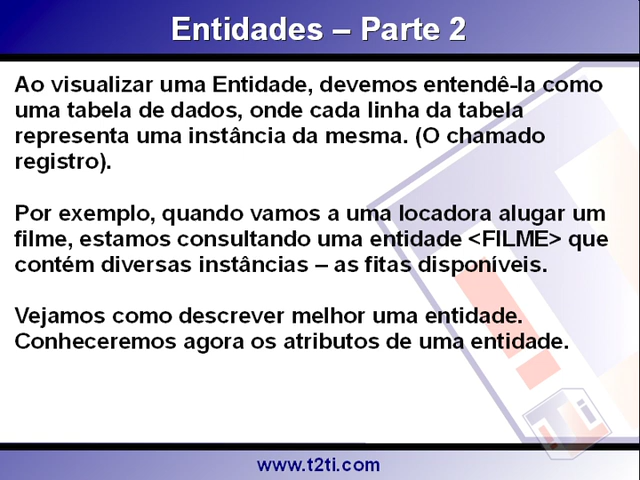 Entidades – Parte 2
Ao visualizar uma Entidade, devemos entendê-la como
uma tabela de dados, onde cada linha da tabela
representa uma instância da mesma. (O chamado
registro).
Por exemplo, quando vamos a uma locadora alugar um
filme, estamos consultando uma entidade <FILME> que
contém diversas instâncias – as fitas disponíveis.
Vejamos como descrever melhor uma entidade.
Conheceremos agora os atributos de uma entidade.
www.t2ti.com